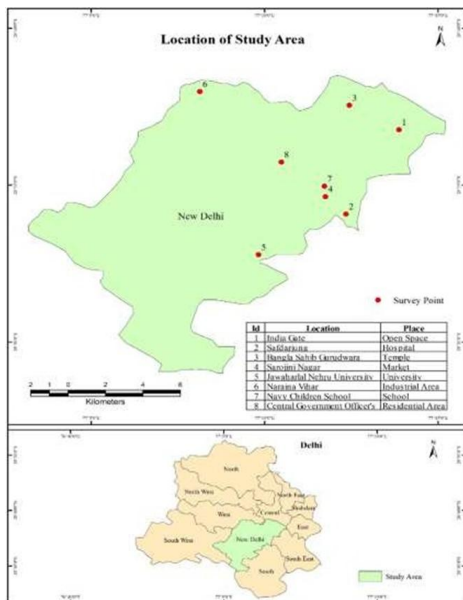 Location of Study Area
N
6
3
1
8
7
4
2
New Delhi
5
Survey Point
Id Location Place
1 India Gate Open Space
2 Safdarjung Hospital
3 Bangla Sahib Gurudwara Temple
4 Sarojini Nagar Market
5 Jawaharlal Nehru University University
6 Naraina Vihar Industrial Area
7 Navy Children School School
8 Central Government Officer's Residential Area
2 1 0 2 4 6
Kilometers
Delhi
N
North
North West
North East
Shahdara
West
Central
East
New Delhi
South West
South East
South
Study Area